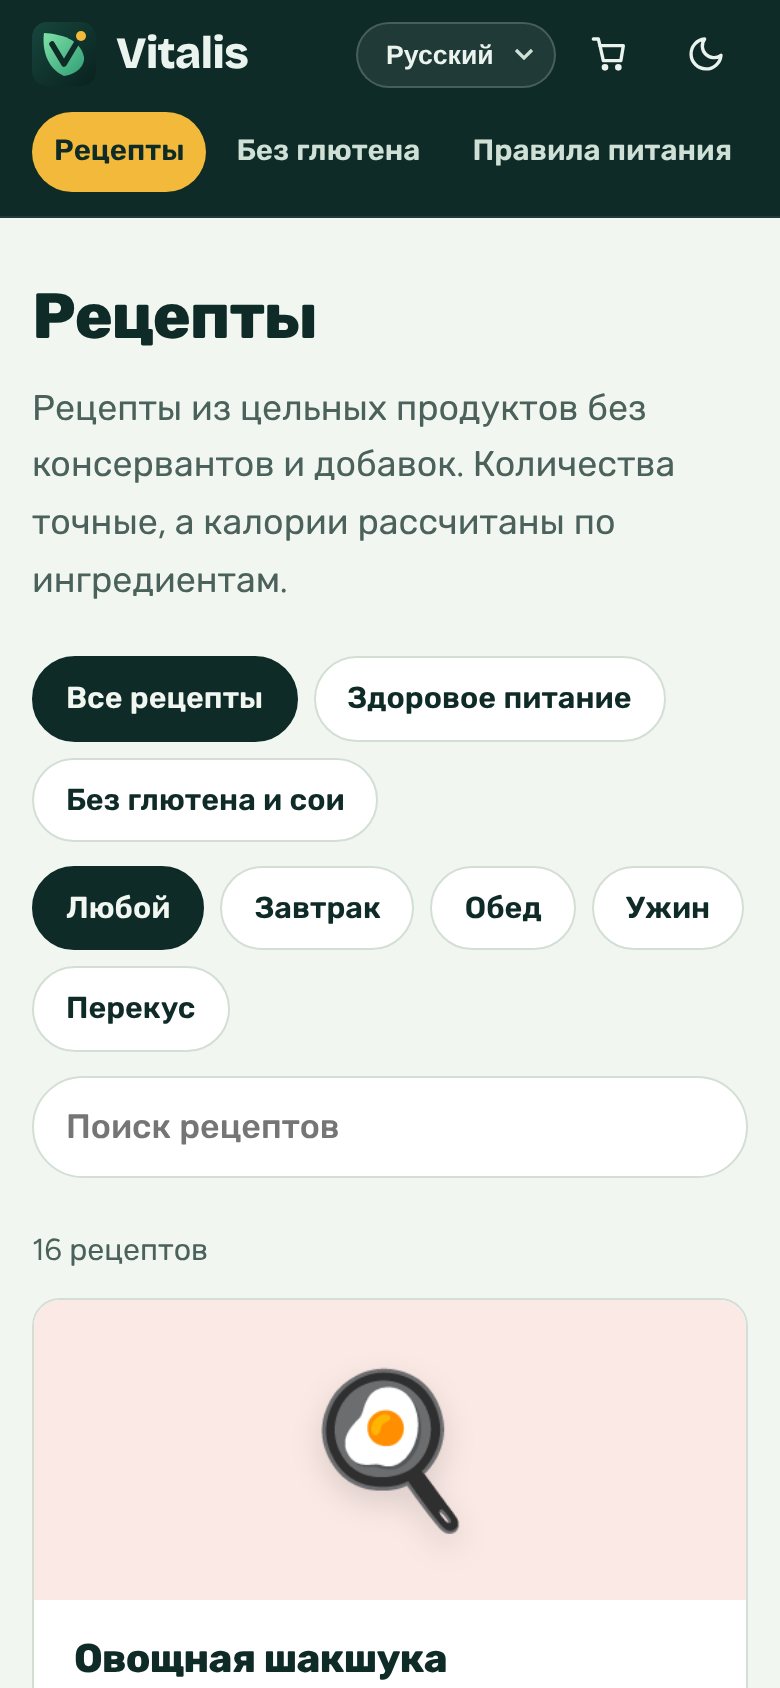 Vitalis
Русский
Рецепты
Без глютена
Правила питания
Рецепты
Рецепты из цельных продуктов без
консервантов и добавок. Количества
точные, а калории рассчитаны по
ингредиентам.
Все рецепты
Здоровое питание
Без глютена и сои
Любой
Завтрак
Обед
Ужин
Перекус
Поиск рецептов
16 рецептов
Овощная шакшука